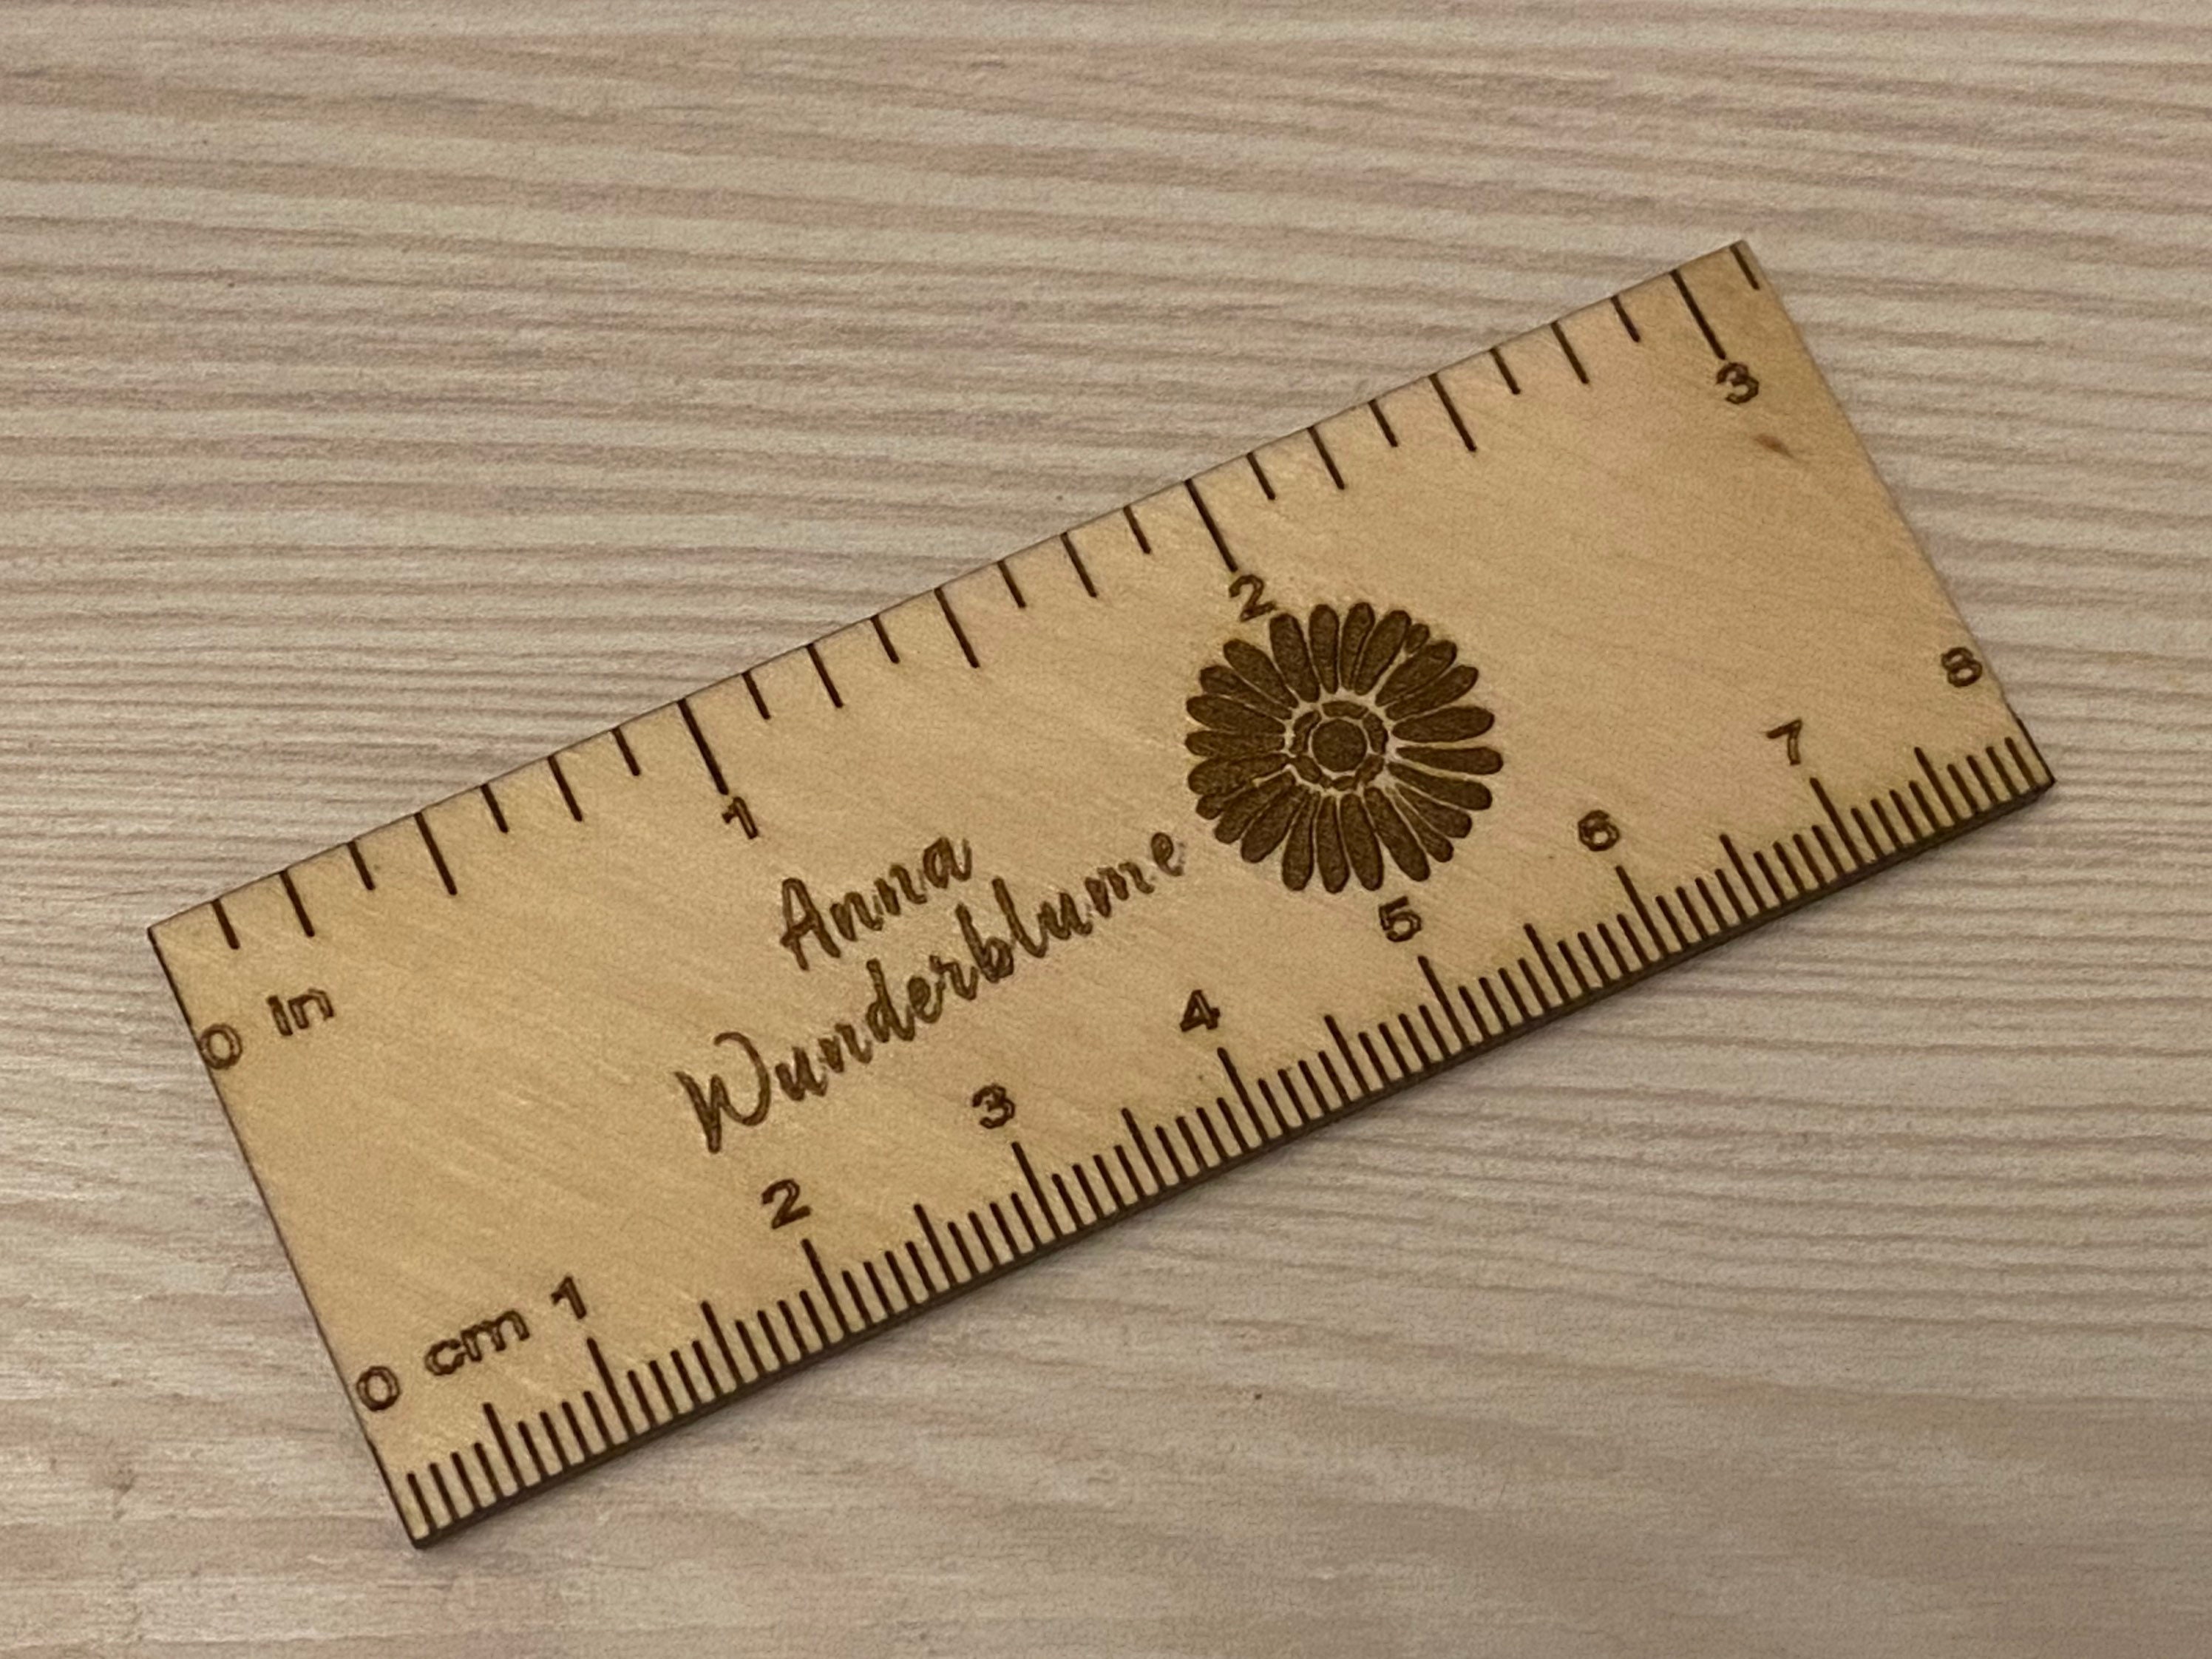 0 in 1 2 3
Anna
Wunderblume
0 cm 1 2 3 4 5 6 7 8